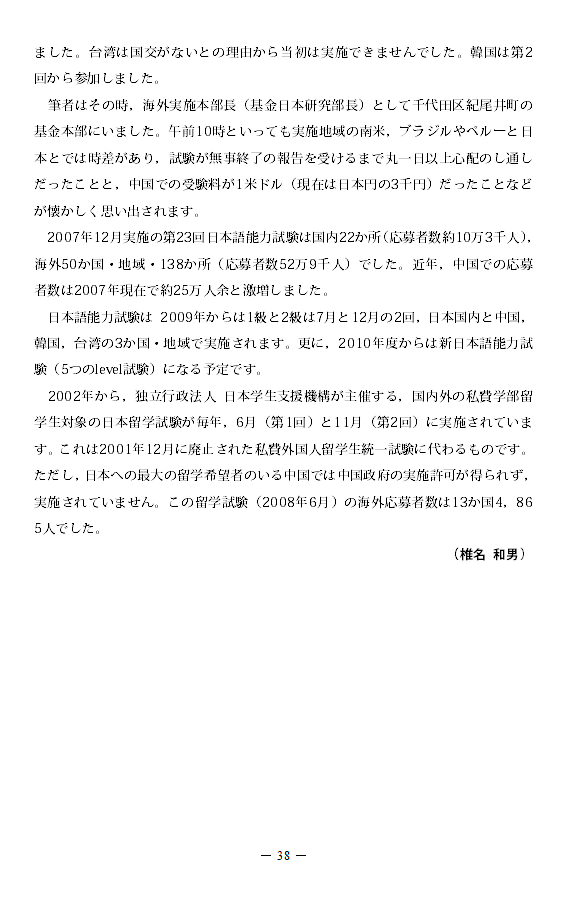 ました。台湾は国交がないとの理由から当初は実施できませんでした。韓国は第2
回から参加しました。
　筆者はその時，海外実施本部長（基金日本研究部長）として千代田区紀尾井町の
基金本部にいました。午前10時といっても実施地域の南米，ブラジルやペルーと日
本とでは時差があり，試験が無事終了の報告を受けるまで丸一日以上心配のし通し
だったことと，中国での受験料が1米ドル（現在は日本円の3千円）だったことなど
が懐かしく思い出されます。
　2007年12月実施の第23回日本語能力試験は国内22か所（応募者数約10万3千人），
海外50か国・地域・138か所（応募者数52万9千人）でした。近年，中国での応募
者数は2007年現在で約25万人余と激増しました。
　日本語能力試験は 2009年からは1級と2級は7月と12月の2回，日本国内と中国，
韓国，台湾の3か国・地域で実施されます。更に，2010年度からは新日本語能力試
験（5つのlevel試験）になる予定です。
　2002年から，独立行政法人 日本学生支援機構が主催する，国内外の私費学部留
学生対象の日本留学試験が毎年，6月（第1回）と11月（第2回）に実施されていま
す。これは2001年12月に廃止された私費外国人留学生統一試験に代わるものです。
ただし，日本への最大の留学希望者のいる中国では中国政府の実施許可が得られず，
実施されていません。この留学試験（2008年6月）の海外応募者数は13か国4，86
5人でした。
（椎名 和男）
― 38 ―